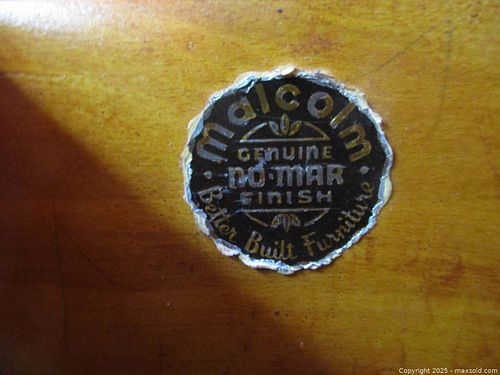 malcolm
GENUINE
NO-MAR
FINISH
Better Built Furniture
Copyright © 2025 - maxsold.com